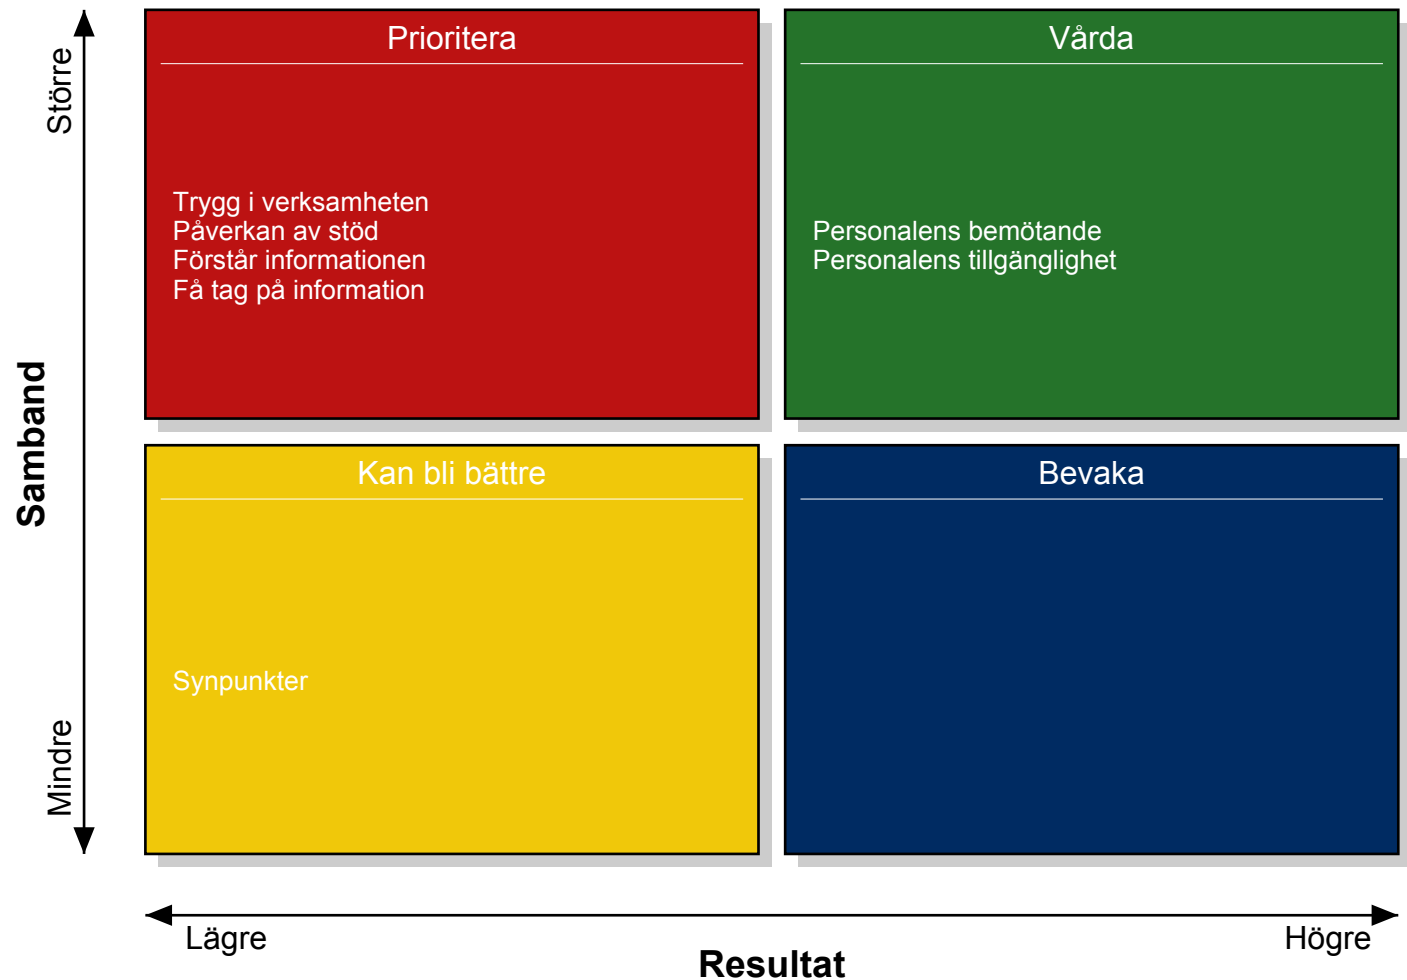 Större
Prioritera
Trygg i verksamheten
Påverkan av stöd
Förstår informationen
Få tag på information
Vårda
Personalens bemötande
Personalens tillgänglighet
Samband
Kan bli bättre
Synpunkter
Bevaka
Mindre
Lägre
Högre
Resultat